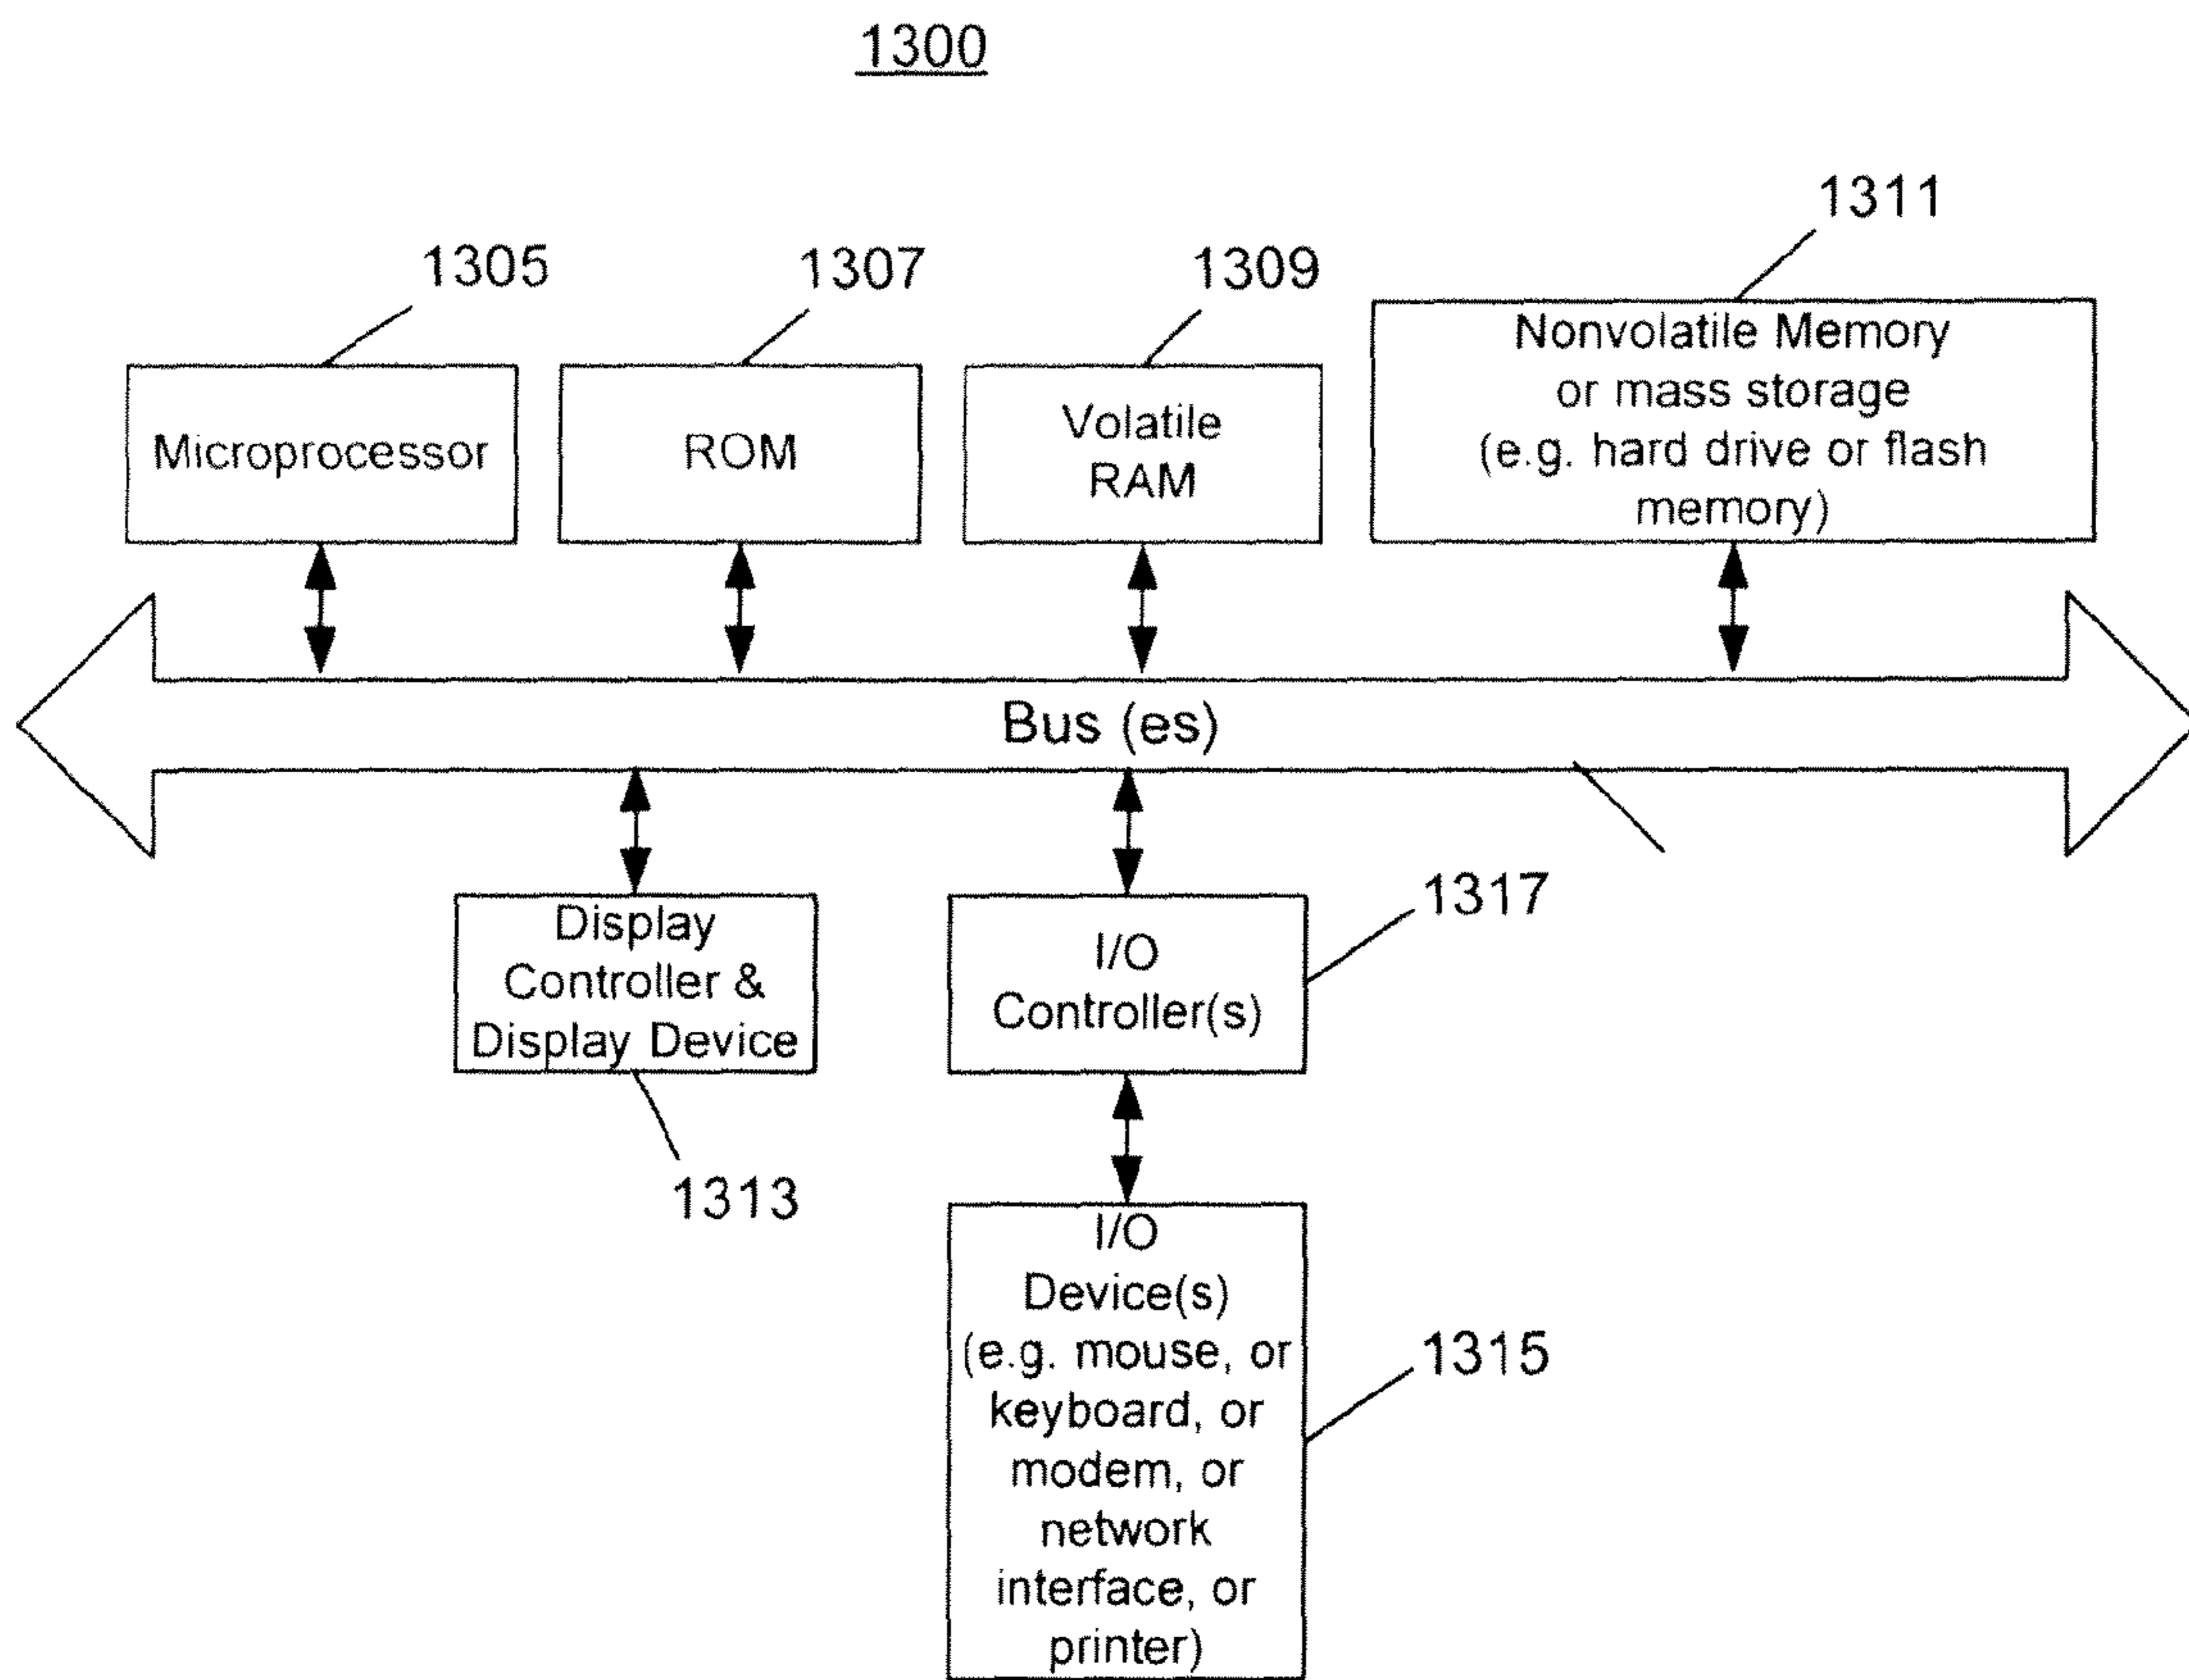 1300
1311
1305
1307
1309
Microprocessor
ROM
Volatile
RAM
Nonvolatile Memory
or mass storage
(e.g. hard drive or flash
memory)
Bus (es)
Display
Controller &
Display Device
1313
I/O
Controller(s)
1317
I/O
Device(s)
(e.g. mouse, or
keyboard, or
modem, or
network
interface, or
printer)
1315